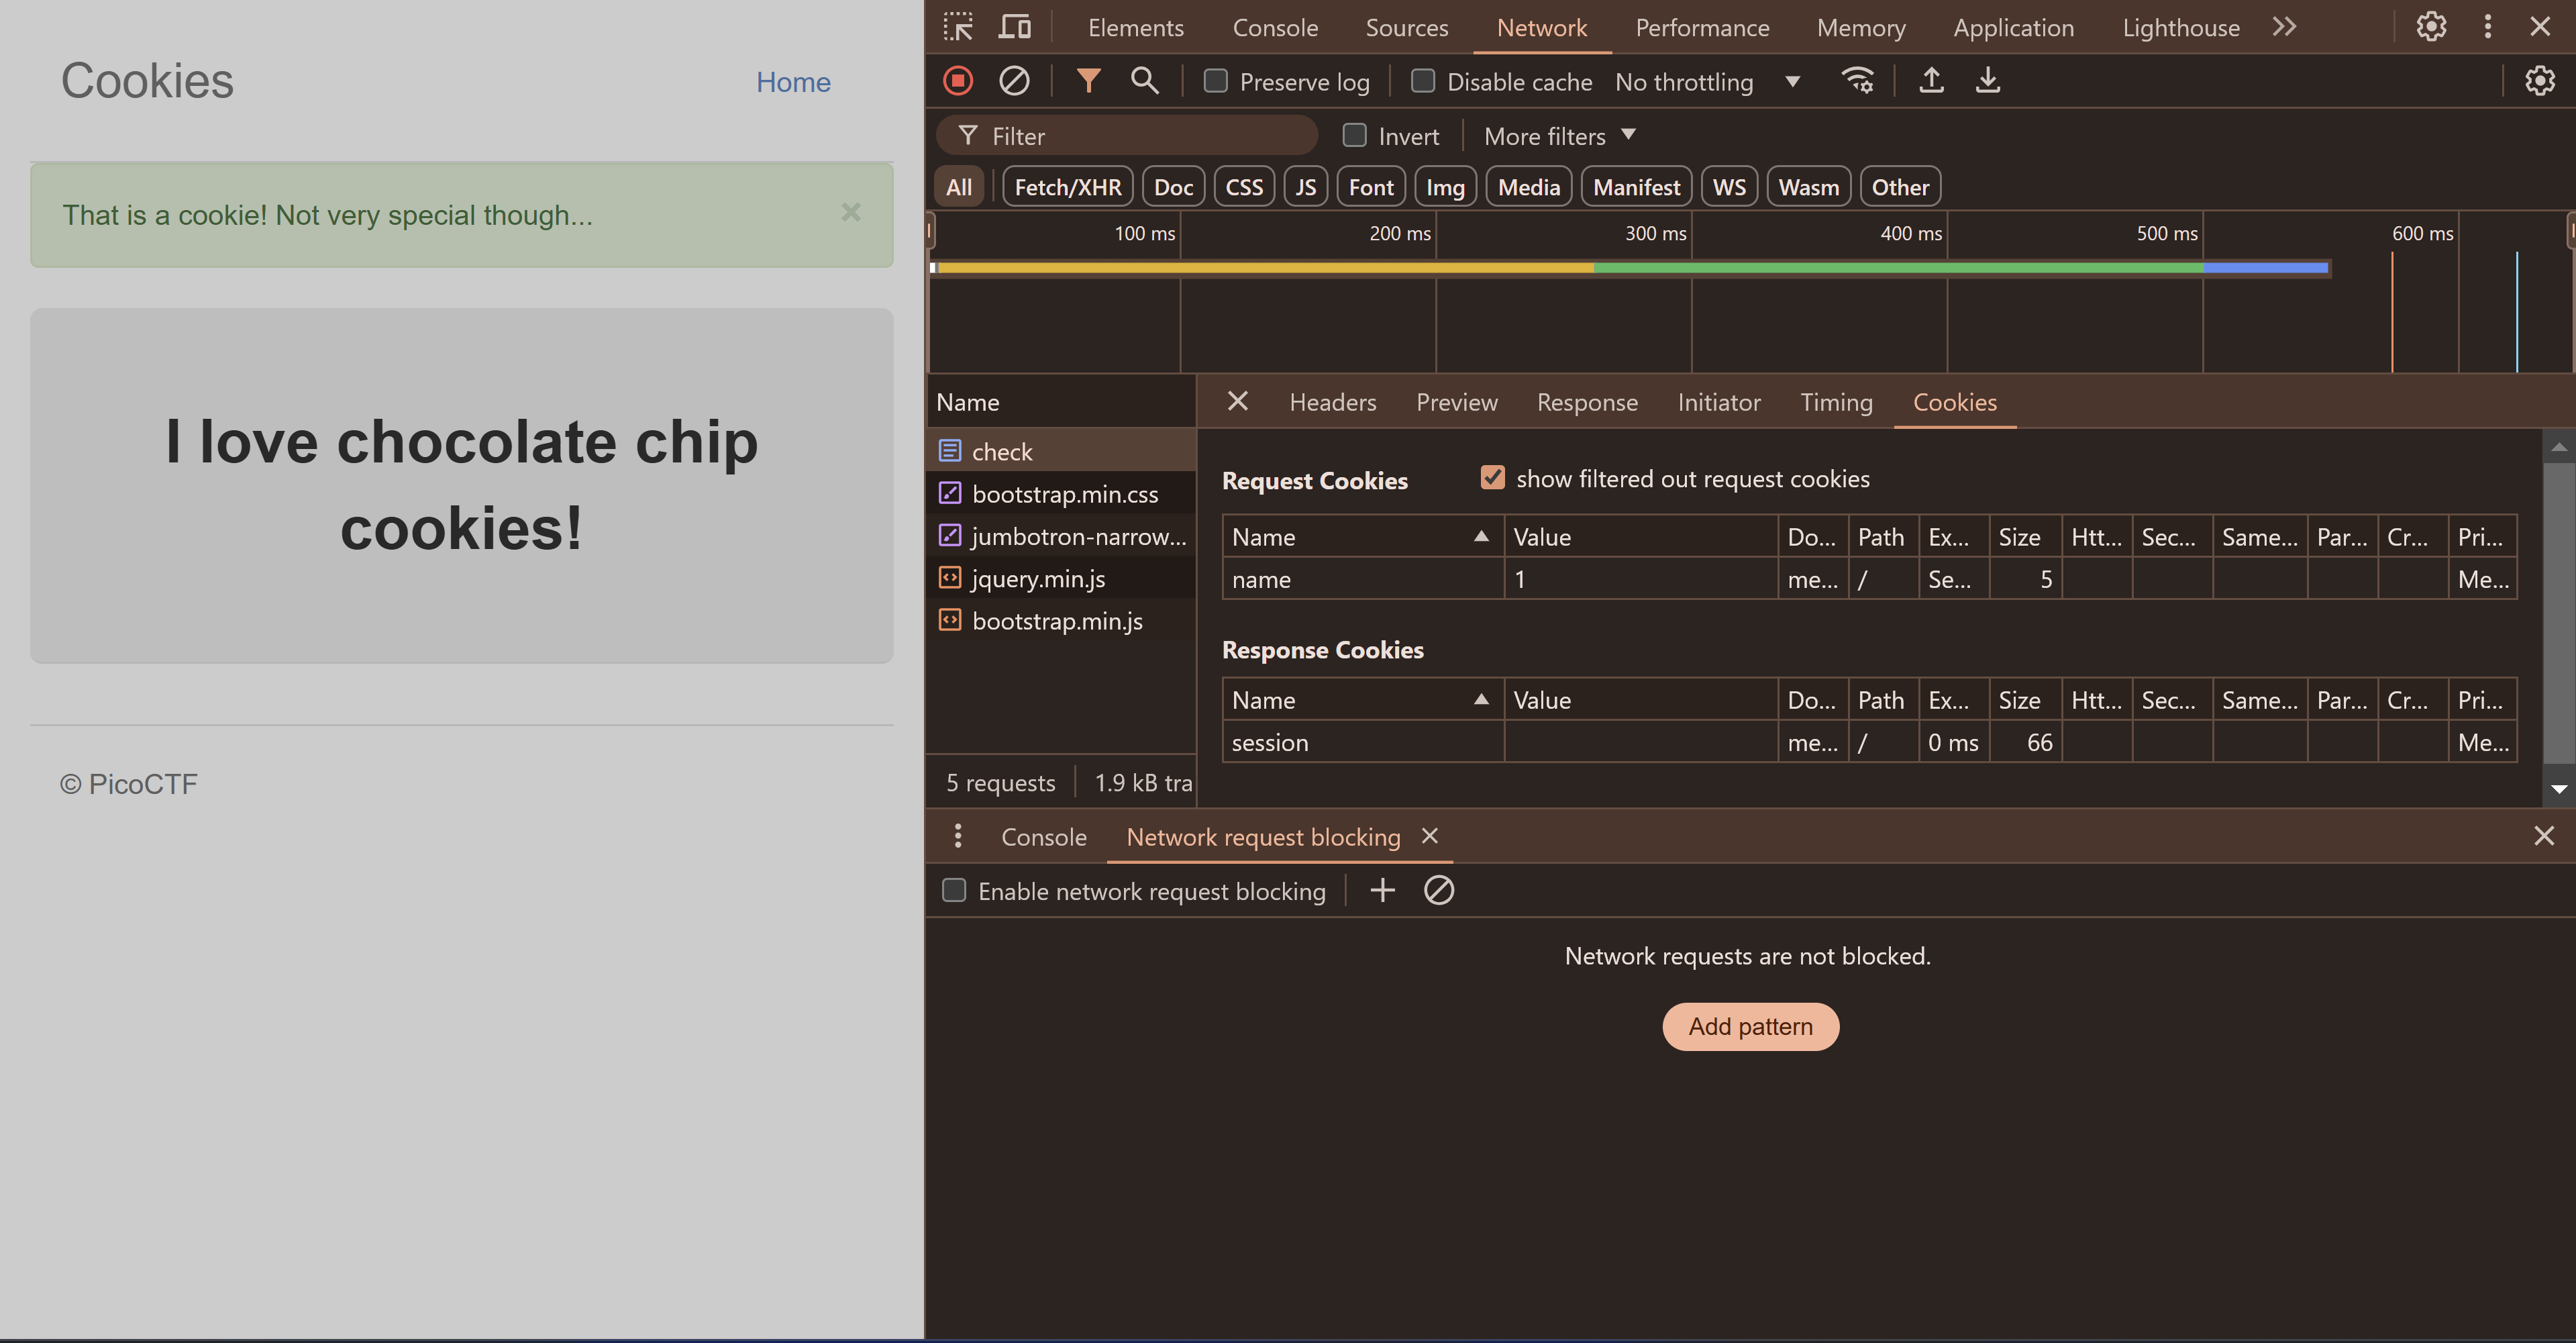 Cookies
Home
That is a cookie! Not very special though...
×
I love chocolate chip
cookies!
© PicoCTF
Elements Console Sources Network Performance Memory Application Lighthouse
Preserve log Disable cache No throttling
Filter Invert More filters
All Fetch/XHR Doc CSS JS Font Img Media Manifest WS Wasm Other
100 ms 200 ms 300 ms 400 ms 500 ms 600 ms
Name
check
bootstrap.min.css
jumbotron-narrow...
jquery.min.js
bootstrap.min.js
5 requests 1.9 kB tra
Headers Preview Response Initiator Timing Cookies
Request Cookies show filtered out request cookies
Name Value Do... Path Ex... Size Htt... Sec... Same... Par... Cr... Pri...
name 1 me... / Se... 5 Me...
Response Cookies
Name Value Do... Path Ex... Size Htt... Sec... Same... Par... Cr... Pri...
session me... / 0 ms 66 Me...
Console Network request blocking
Enable network request blocking
Network requests are not blocked.
Add pattern